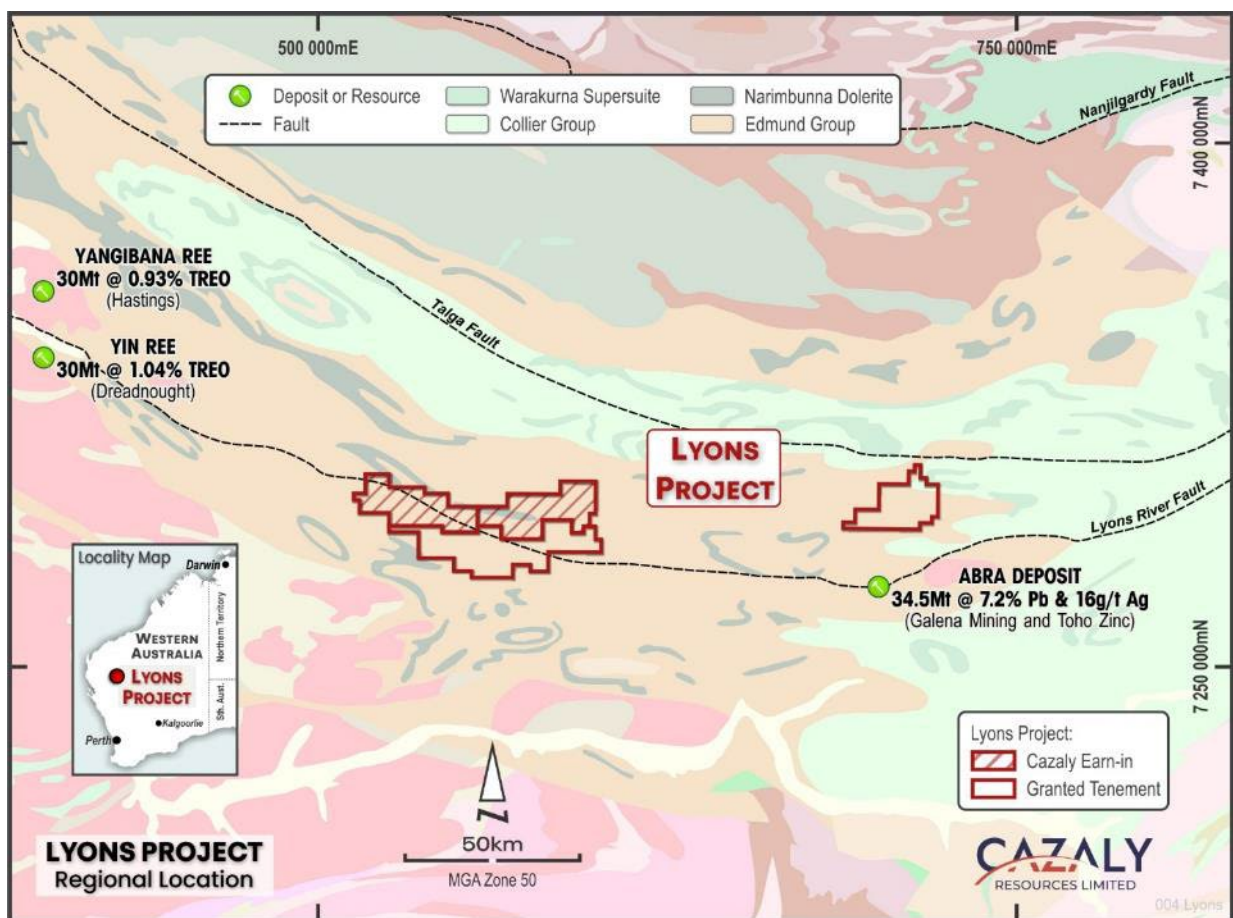 500 000mE
750 000mE
Deposit or Resource
Warakurna Supersuite
Narimbunna Dolerite
Fault
Collier Group
Edmund Group
Nanjilgardy Fault
7 400 000mN
YANGIBANA REE
30Mt @ 0.93% TREO
(Hastings)
YIN REE
30Mt @ 1.04% TREO
(Dreadnought)
Talga Fault
LYONS
PROJECT
Lyons River Fault
ABRA DEPOSIT
34.5Mt @ 7.2% Pb & 16g/t Ag
(Galena Mining and Toho Zinc)
7 250 000mN
Locality Map
Darwin
WESTERN
AUSTRALIA
Northern Territory
LYONS
PROJECT
Sth. Aust.
Kalgoorlie
Perth
Lyons Project:
Cazaly Earn-in
Granted Tenement
N
50km
MGA Zone 50
LYONS PROJECT
Regional Location
CAZALY
RESOURCES LIMITED
004 Lyons